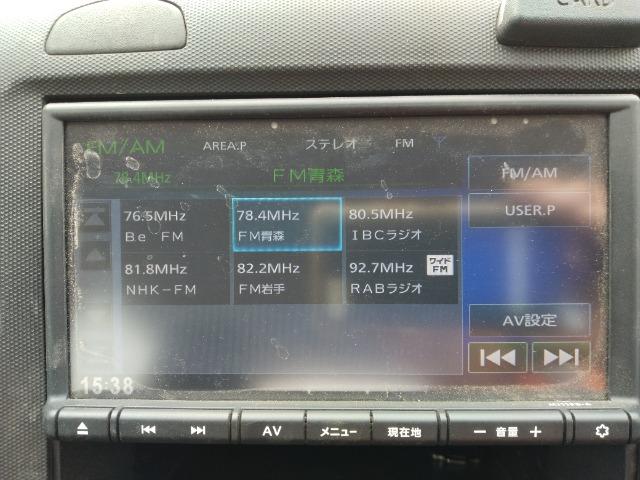 CARD
FM/AM AREA.P ステレオ FM
78.4MHz FM青森
FM/AM
USER.P
76.5MHz 78.4MHz 80.5MHz
Be FM FM青森 IBCラジオ
81.8MHz 82.2MHz 92.7MHz ワイドFM
NHK-FM FM岩手 RABラジオ
AV設定
15:38
AV メニュー 現在地 − 音量 +